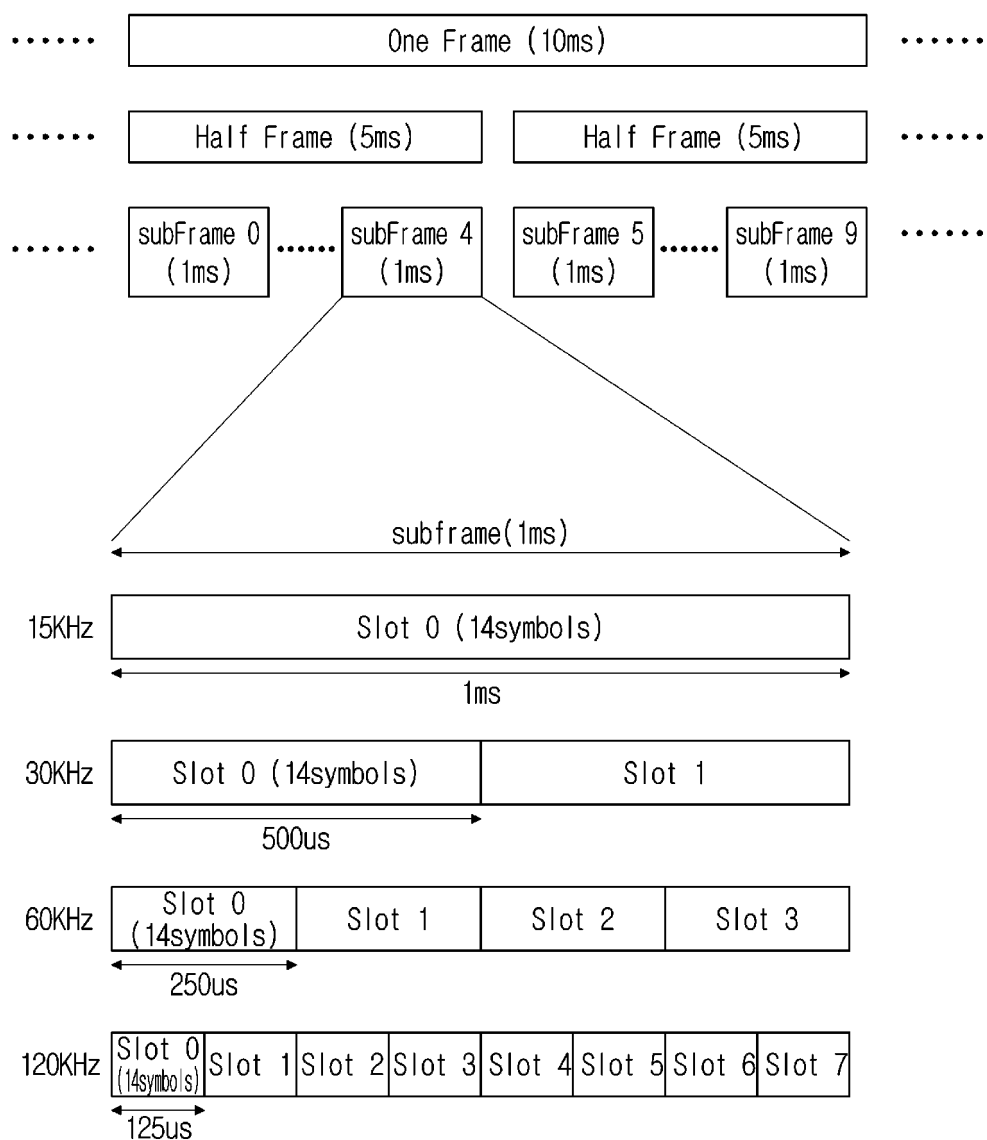 ...... One Frame (10ms) ......
...... Half Frame (5ms) Half Frame (5ms) ......
...... subFrame 0 ...... subFrame 4 subFrame 5 ...... subFrame 9 ......
(1ms) (1ms) (1ms) (1ms)
subframe(1ms)
15KHz Slot 0 (14symbols)
1ms
30KHz Slot 0 (14symbols) Slot 1
500us
60KHz Slot 0 (14symbols) Slot 1 Slot 2 Slot 3
250us
120KHz Slot 0 (14symbols) Slot 1 Slot 2 Slot 3 Slot 4 Slot 5 Slot 6 Slot 7
125us